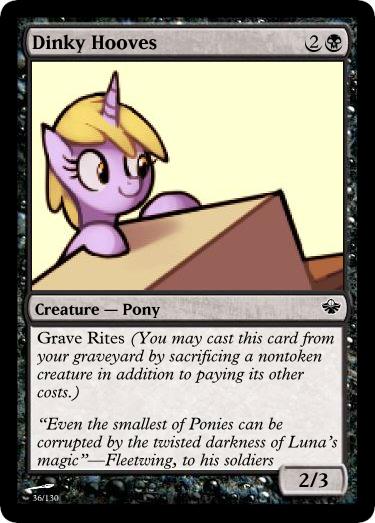 Dinky Hooves 2
Creature — Pony
Grave Rites (You may cast this card from
your graveyard by sacrificing a nontoken
creature in addition to paying its other
costs.)
“Even the smallest of Ponies can be
corrupted by the twisted darkness of Luna’s
magic”—Fleetwing, to his soldiers
2/3
36/130